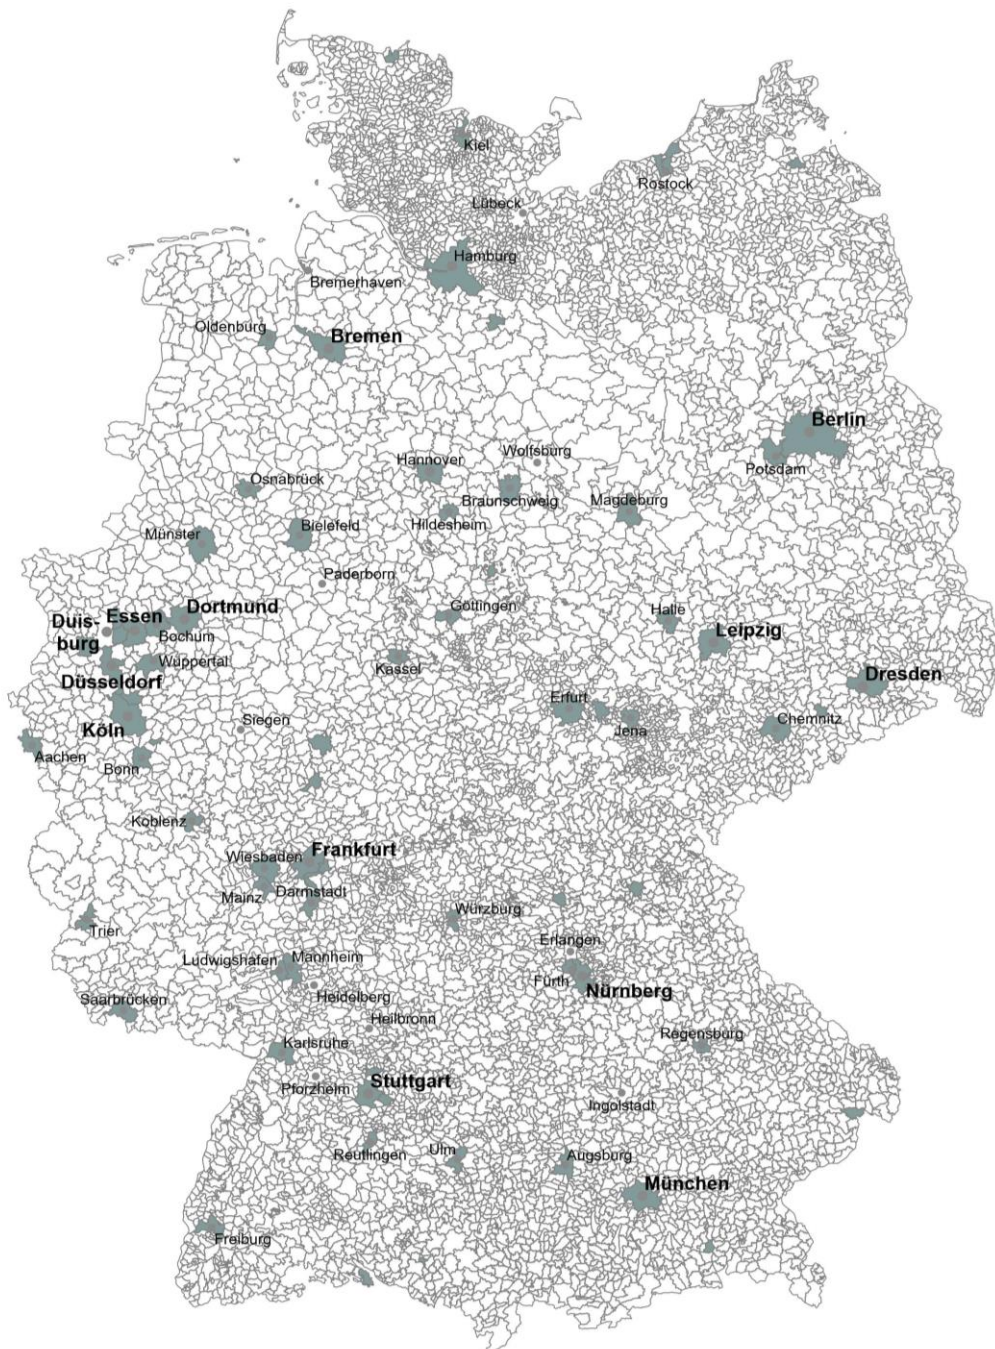 Kiel
Rostock
Lübeck
Hamburg
Bremerhaven
Oldenburg
Bremen
Berlin
Potsdam
Wolfsburg
Hannover
Osnabrück
Braunschweig
Magdeburg
Hildesheim
Bielefeld
Münster
Paderborn
Göttingen
Halle
Dortmund
Essen
Duis-
burg
Bochum
Leipzig
Wuppertal
Kassel
Düsseldorf
Dresden
Erfurt
Chemnitz
Jena
Siegen
Köln
Aachen
Bonn
Koblenz
Frankfurt
Wiesbaden
Darmstadt
Mainz
Würzburg
Trier
Erlangen
Mannheim
Ludwigshafen
Fürth
Nürnberg
Heidelberg
Saarbrücken
Heilbronn
Regensburg
Karlsruhe
Stuttgart
Pforzheim
Ingolstadt
Reutlingen
Ulm
Augsburg
München
Freiburg